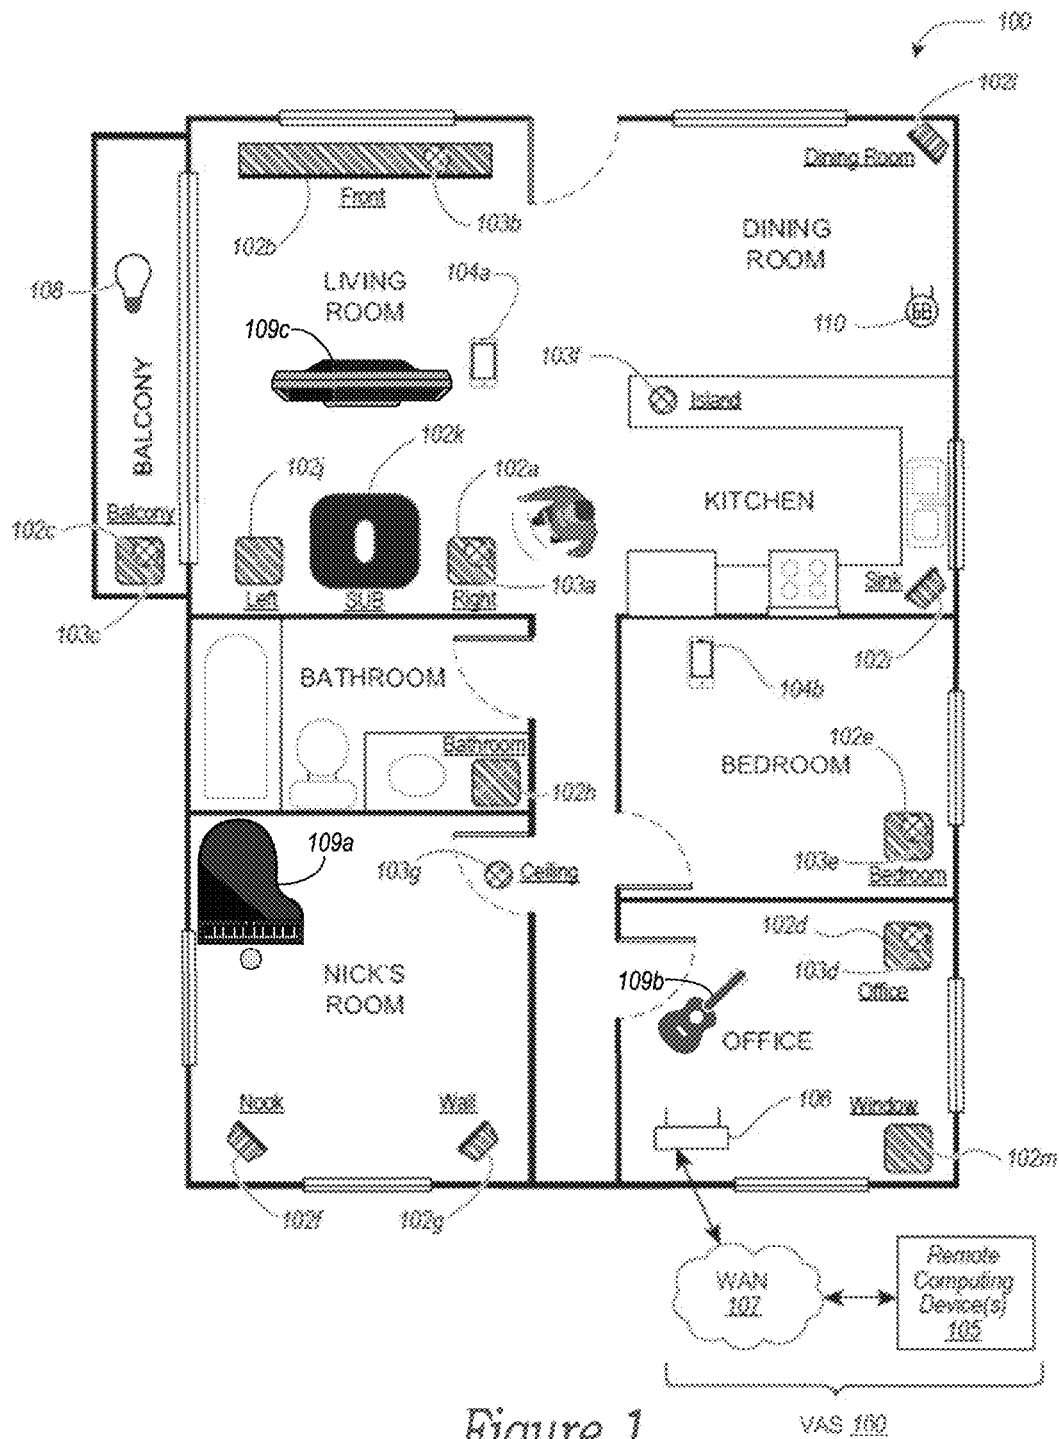 100
102l
Dining Room
Front
103b
102b
DINING
ROOM
104a
LIVING
ROOM
108
110
109c
103f
Island
BALCONY
102k
102j
102a
KITCHEN
Balcony
102c
Sink
103a
Left
SUB
Right
103c
102i
104b
BATHROOM
Bathroom
102e
BEDROOM
102h
109a
103e
Bedroom
103g
Ceiling
102d
103d
NICK'S
ROOM
109b
Office
OFFICE
Nook
Wall
106
Window
102m
102f
102g
WAN
107
Remote
Computing
Device(s)
105
Figure 1
VAS